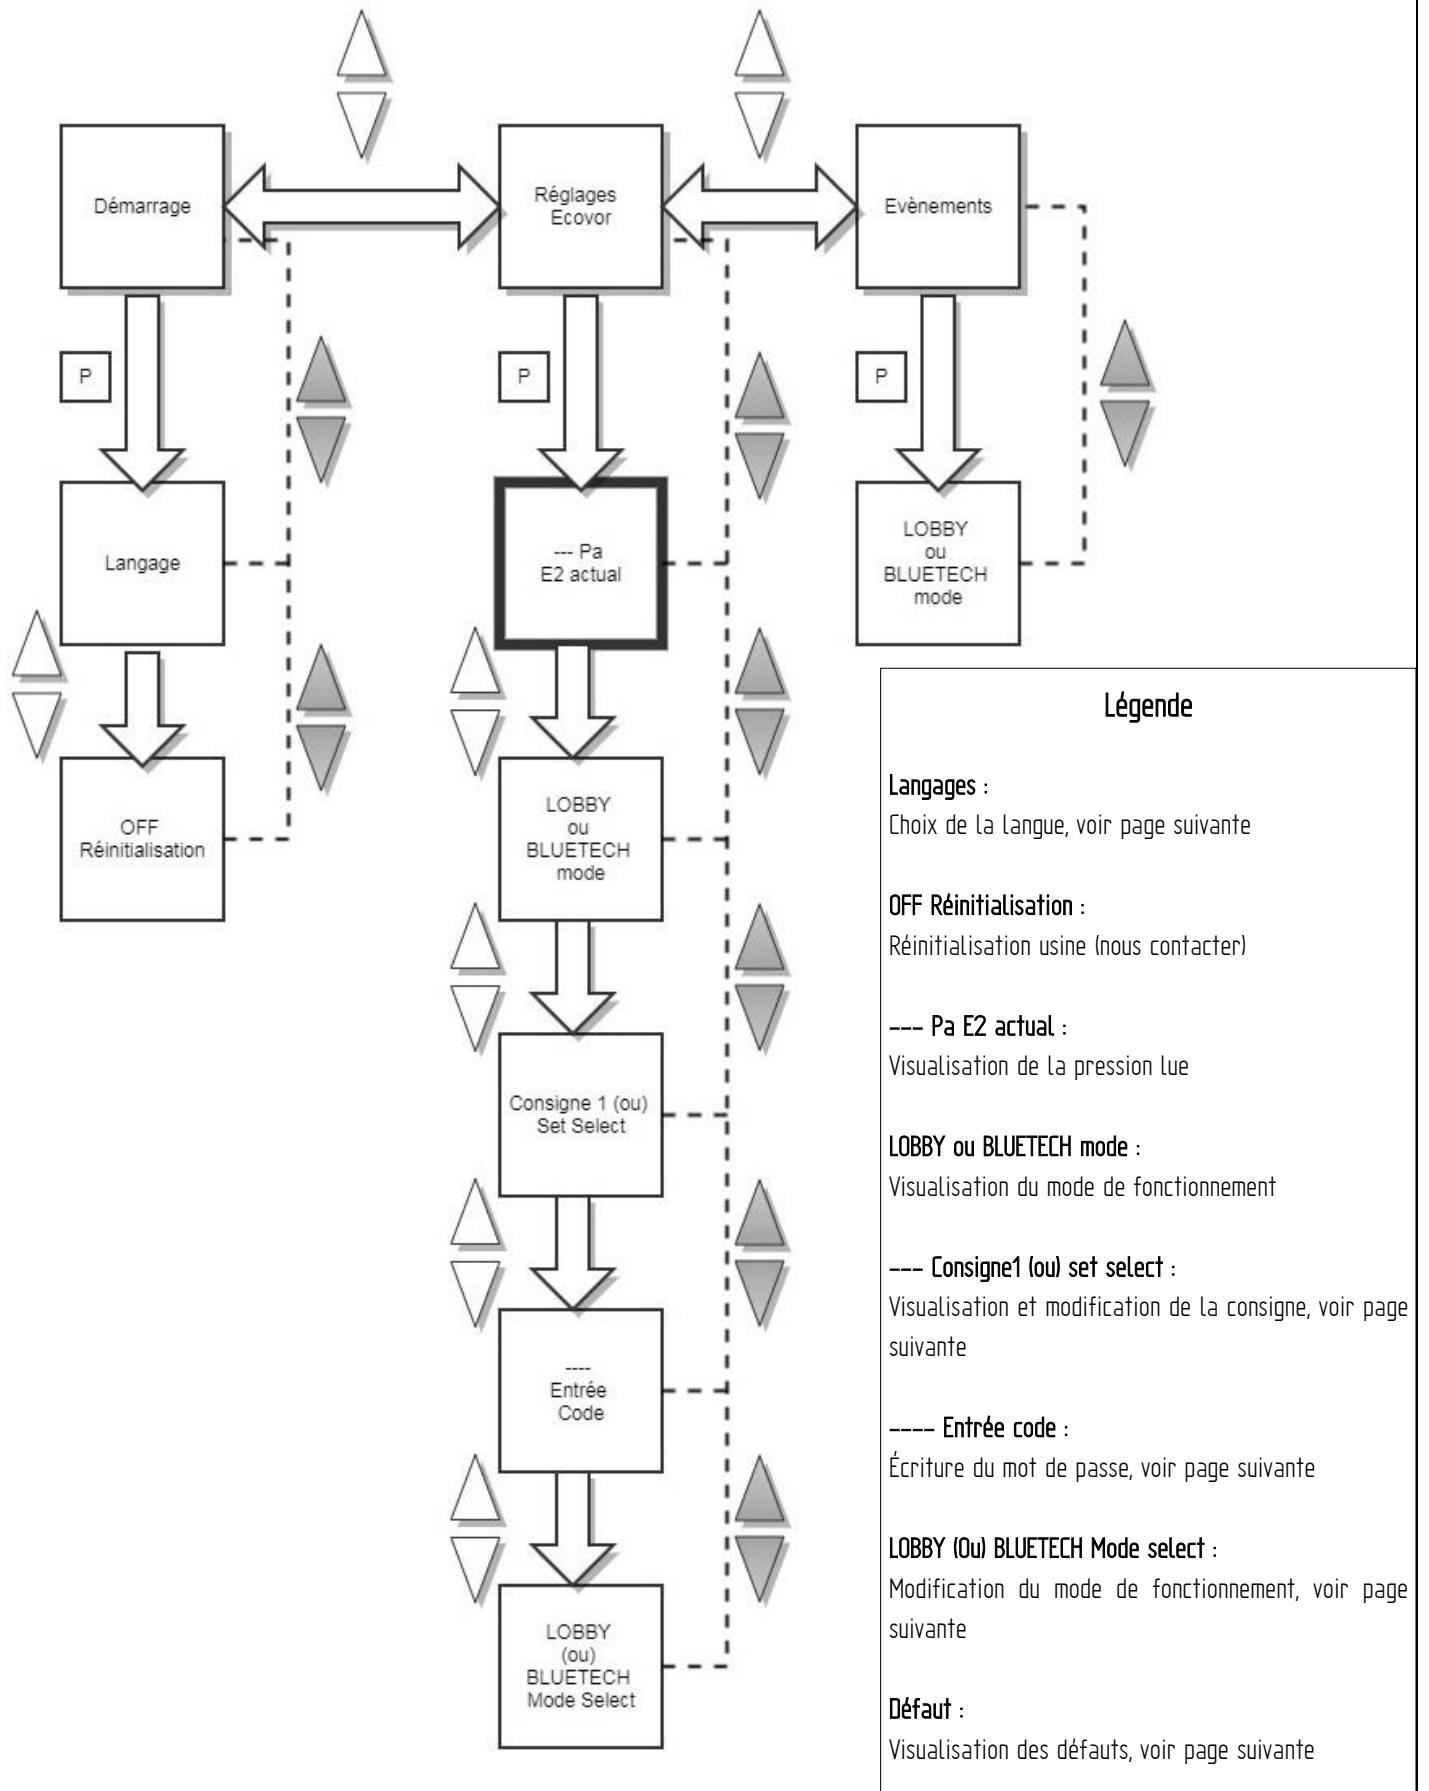 Démarrage
Réglages
Ecovor
Evènements
P
P
P
Langage
--- Pa
E2 actual
LOBBY
ou
BLUETECH
mode
OFF
Réinitialisation
LOBBY
ou
BLUETECH
mode
Consigne 1 (ou)
Set Select
----
Entrée
Code
LOBBY
(ou)
BLUETECH
Mode Select
Légende
Langages :
Choix de la langue, voir page suivante
OFF Réinitialisation :
Réinitialisation usine (nous contacter)
--- Pa E2 actual :
Visualisation de la pression lue
LOBBY ou BLUETECH mode :
Visualisation du mode de fonctionnement
--- Consigne1 (ou) set select :
Visualisation et modification de la consigne, voir page
suivante
---- Entrée code :
Écriture du mot de passe, voir page suivante
LOBBY (Ou) BLUETECH Mode select :
Modification du mode de fonctionnement, voir page
suivante
Défaut :
Visualisation des défauts, voir page suivante